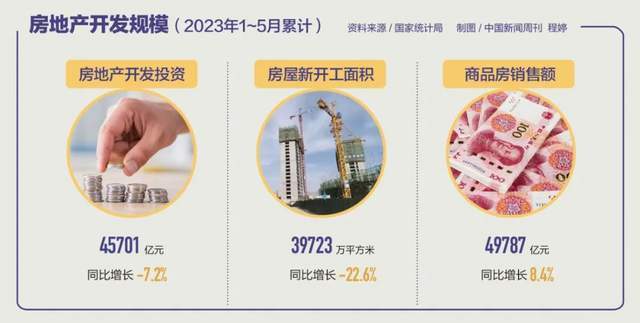 房地产开发规模（2023年1~5月累计）
资料来源 / 国家统计局 制图 / 中国新闻周刊 程婷
房地产开发投资
45701 亿元
同比增长 -7.2%
房屋新开工面积
39723 万平方米
同比增长 -22.6%
商品房销售额
100
100
49787 亿元
同比增长 8.4%